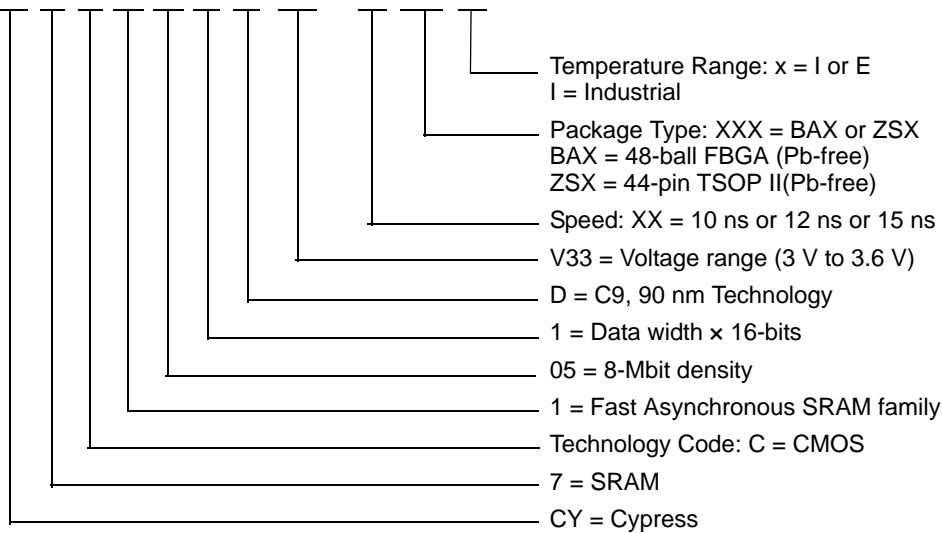 Temperature Range: x = I or E
I = Industrial
Package Type: XXX = BAX or ZSX
BAX = 48-ball FBGA (Pb-free)
ZSX = 44-pin TSOP II(Pb-free)
Speed: XX = 10 ns or 12 ns or 15 ns
V33 = Voltage range (3 V to 3.6 V)
D = C9, 90 nm Technology
1 = Data width × 16-bits
05 = 8-Mbit density
1 = Fast Asynchronous SRAM family
Technology Code: C = CMOS
7 = SRAM
CY = Cypress